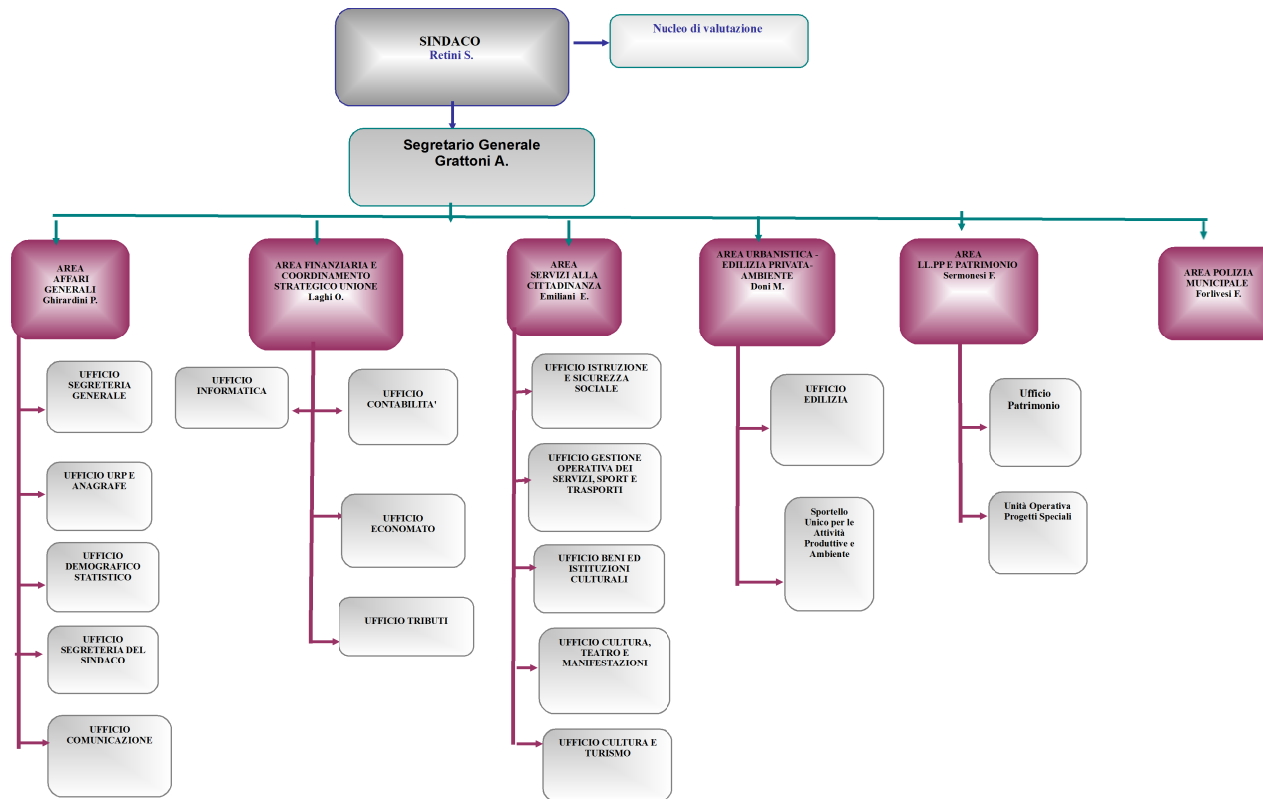 SINDACO
Retini S.
Nucleo di valutazione
Segretario Generale
Grattoni A.
AREA
AFFARI
GENERALI
Ghirardini P.
AREA FINANZIARIA E
COORDINAMENTO
STRATEGICO UNIONE
Laghi O.
AREA
SERVIZI ALLA
CITTADINANZA
Emiliani E.
AREA URBANISTICA -
EDILIZIA PRIVATA-
AMBIENTE
Doni M.
AREA
LL.PP E PATRIMONIO
Sermonesi F.
AREA POLIZIA
MUNICIPALE
Forlivesi F.
UFFICIO
SEGRETERIA
GENERALE
UFFICIO URP E
ANAGRAFE
UFFICIO
DEMOGRAFICO
STATISTICO
UFFICIO
SEGRETERIA DEL
SINDACO
UFFICIO
COMUNICAZIONE
UFFICIO
INFORMATICA
UFFICIO
CONTABILITA'
UFFICIO
ECONOMATO
UFFICIO TRIBUTI
UFFICIO ISTRUZIONE
E SICUREZZA
SOCIALE
UFFICIO GESTIONE
OPERATIVA DEI
SERVIZI, SPORT E
TRASPORTI
UFFICIO BENI ED
ISTITUZIONI
CULTURALI
UFFICIO CULTURA,
TEATRO E
MANIFESTAZIONI
UFFICIO CULTURA E
TURISMO
UFFICIO
EDILIZIA
Sportello
Unico per le
Attività
Produttive e
Ambiente
Ufficio
Patrimonio
Unità Operativa
Progetti Speciali